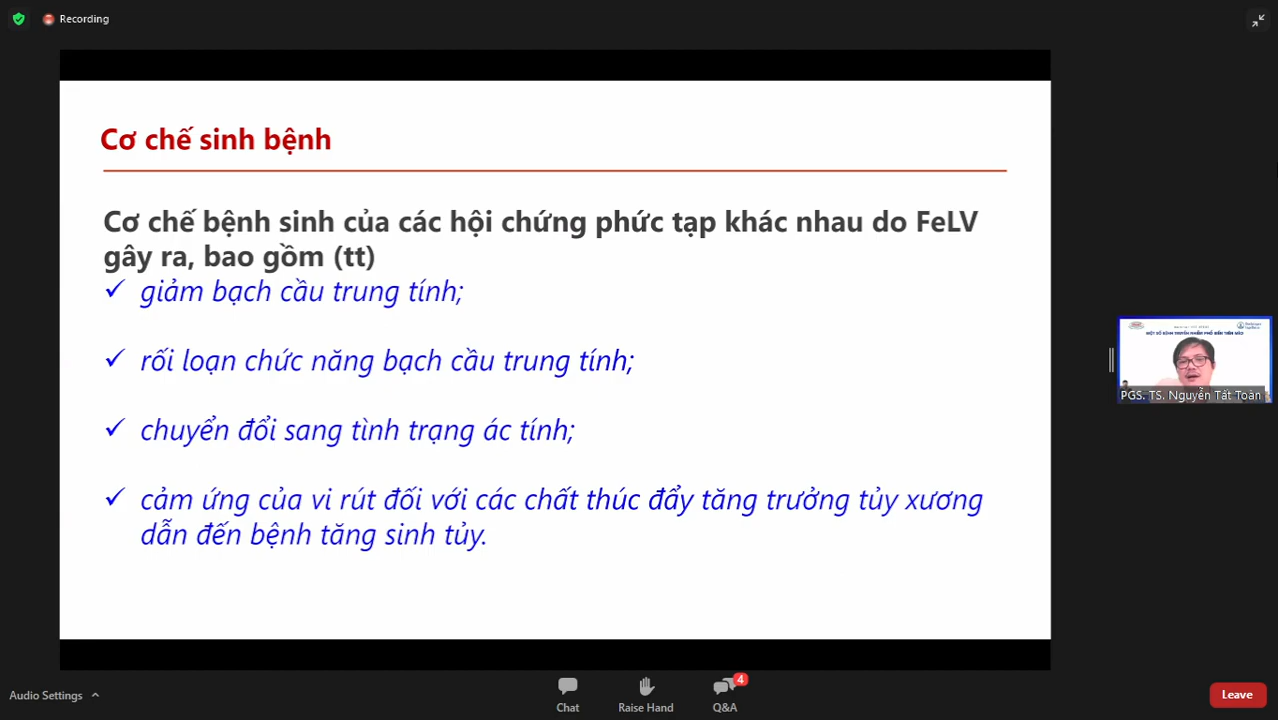 Recording
Cơ chế sinh bệnh
Cơ chế bệnh sinh của các hội chứng phức tạp khác nhau do FeLV
gây ra, bao gồm (tt)
✓ giảm bạch cầu trung tính;
✓ rối loạn chức năng bạch cầu trung tính;
✓ chuyển đổi sang tình trạng ác tính;
✓ cảm ứng của vi rút đối với các chất thúc đẩy tăng trưởng tủy xương
dẫn đến bệnh tăng sinh tủy.
PGS. TS. Nguyễn Tất Toàn
Audio Settings
Chat
Raise Hand
4
Q&A
Leave